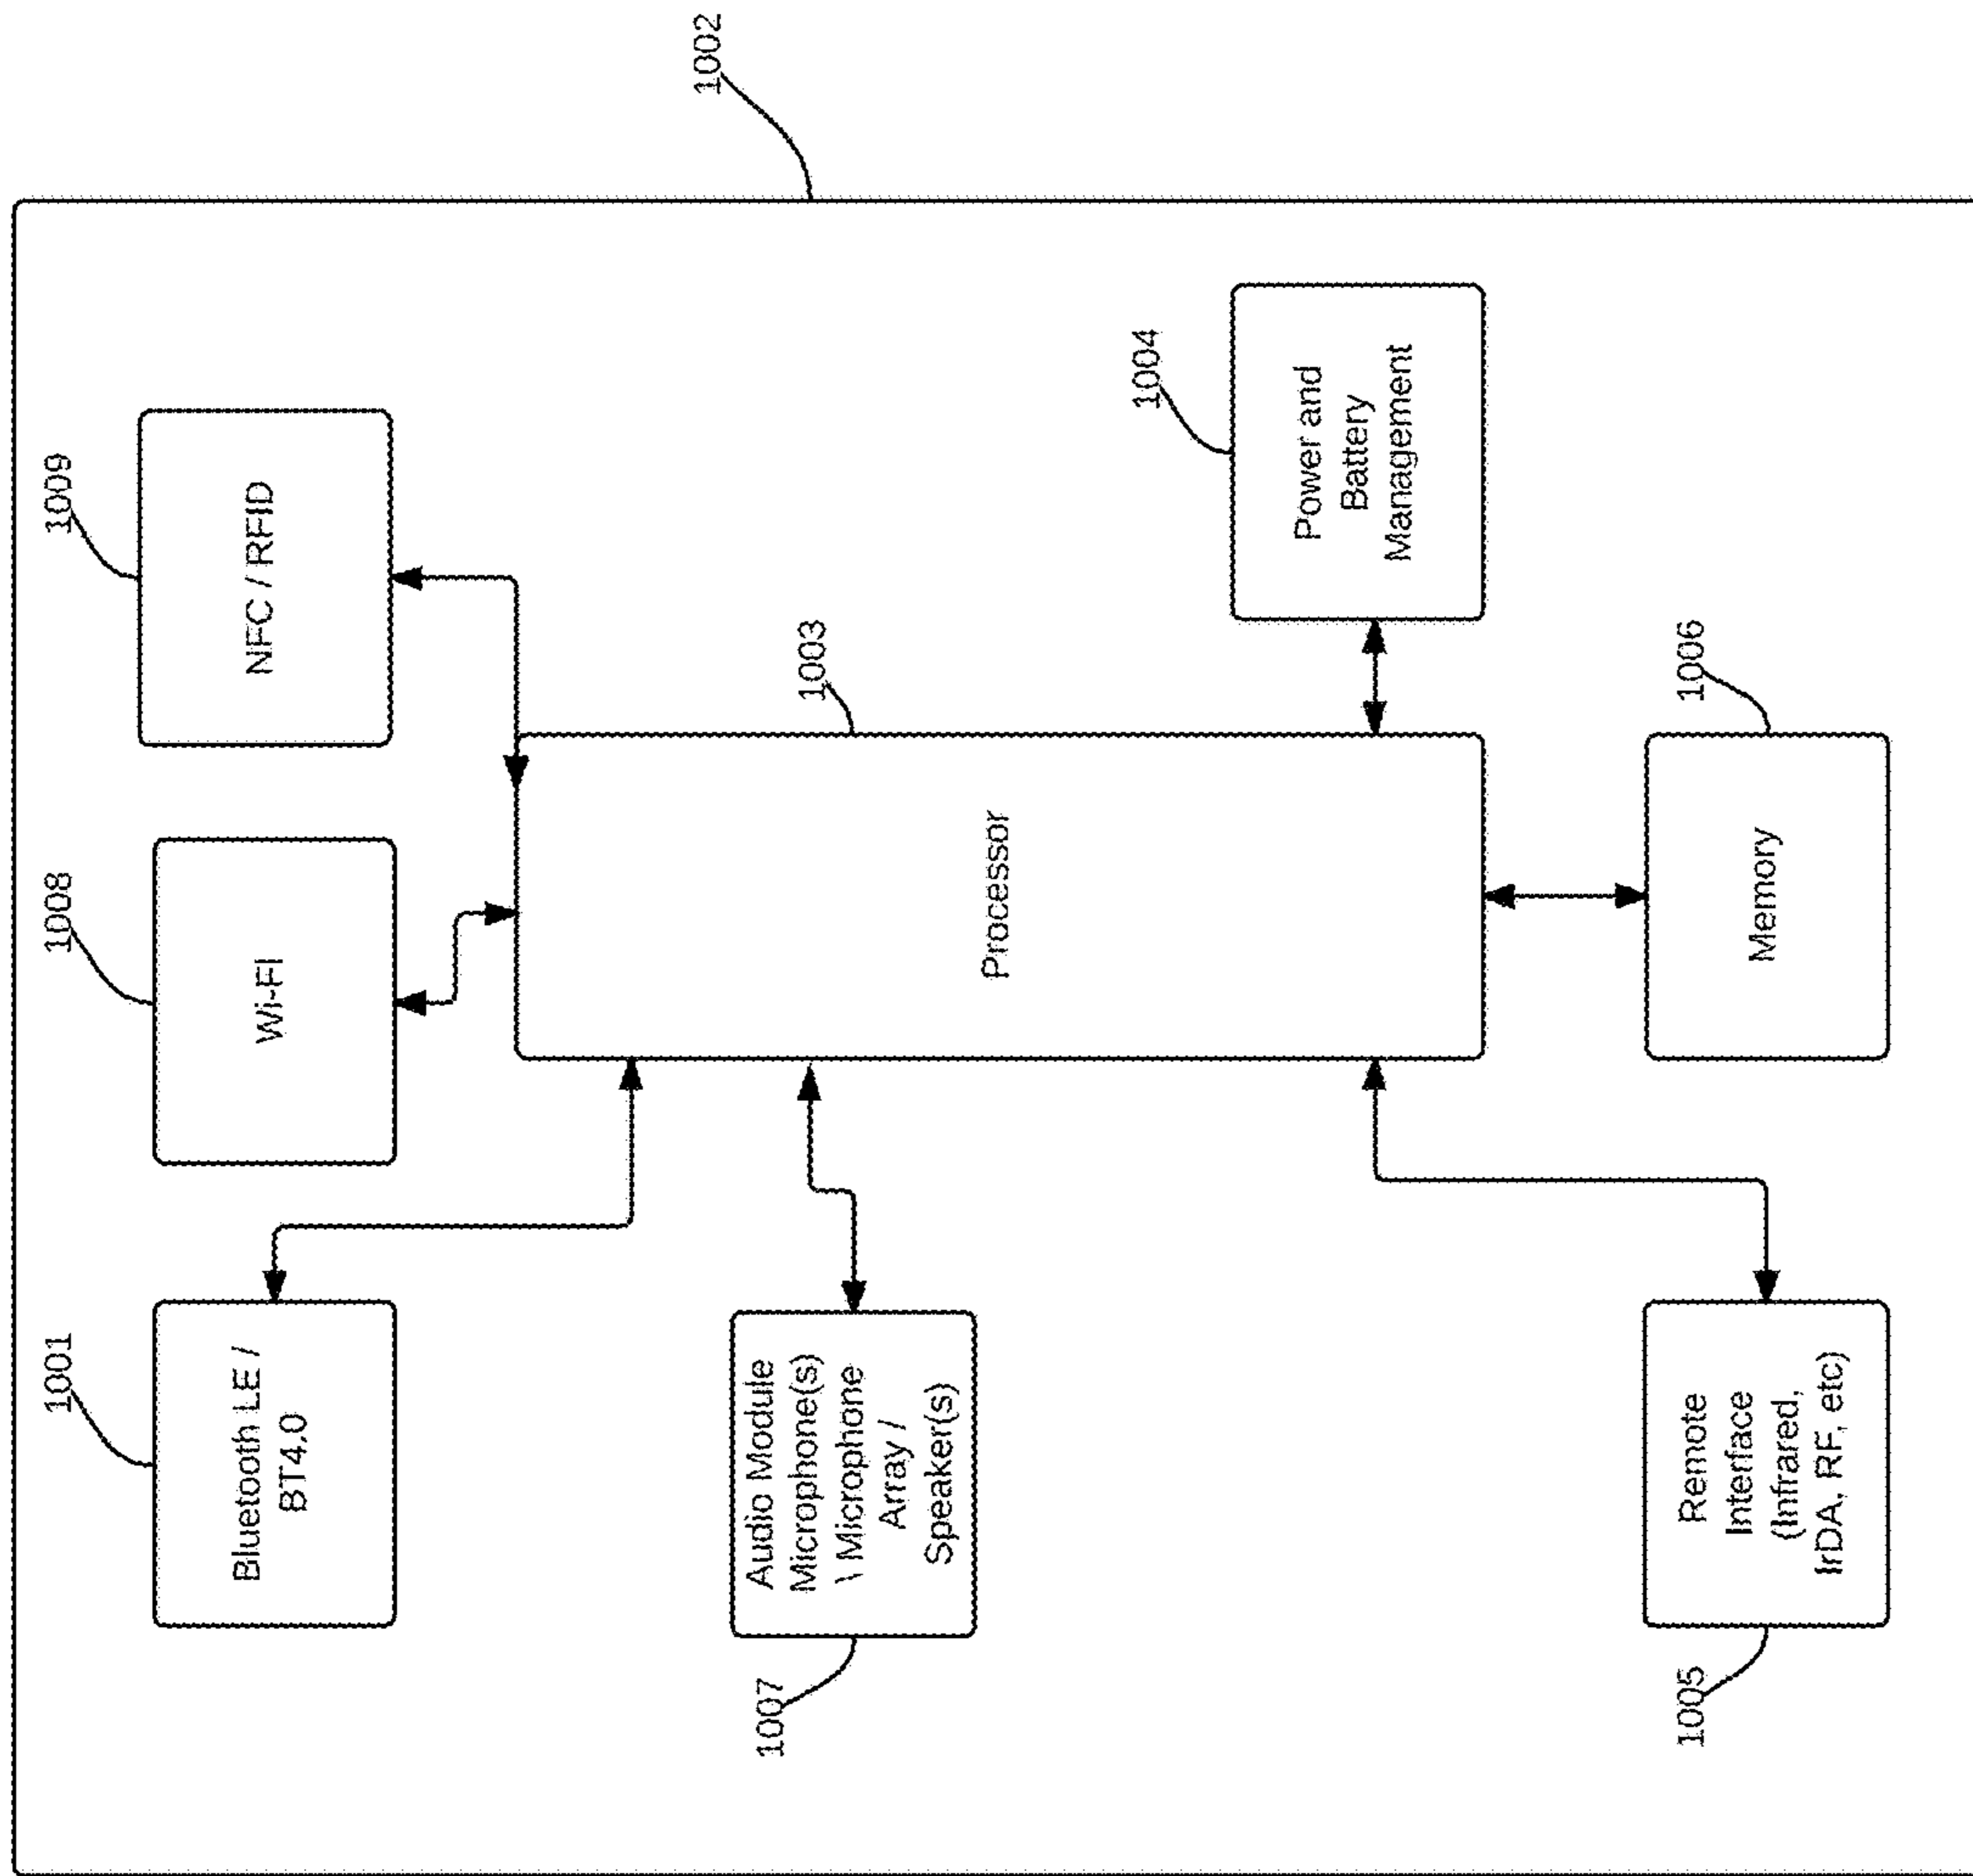 1001
Bluetooth LE /
BT4.0
1008
Wi-FI
1009
NFC / RFID
1002
1007
Audio Module
Microphone(s)
\ Microphone
Array /
Speaker(s)
1003
Processor
1004
Power and
Battery
Management
1005
Remote
Interface
(Infrared,
IrDA, RF, etc)
1006
Memory